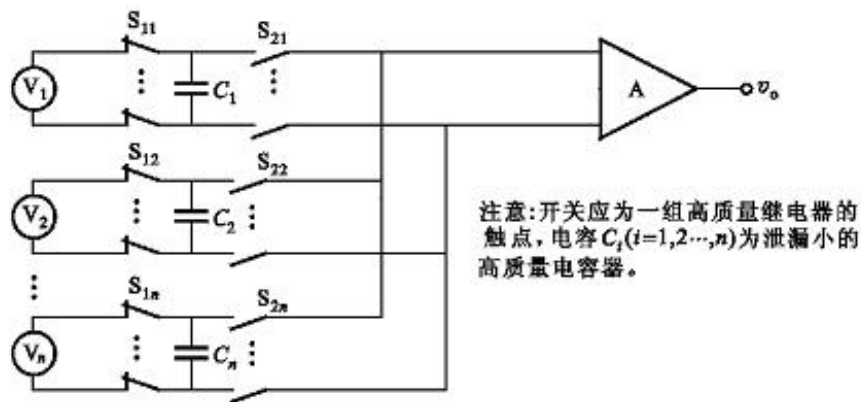 S₁₁
S₂₁
V₁
C₁
A
vₒ
S₁₂
S₂₂
V₂
C₂
注意:开关应为一组高质量继电器的
触点,电容Cᵢ(i=1,2…,n)为泄漏小的
高质量电容器。
S₁ₙ
S₂ₙ
Vₙ
Cₙ